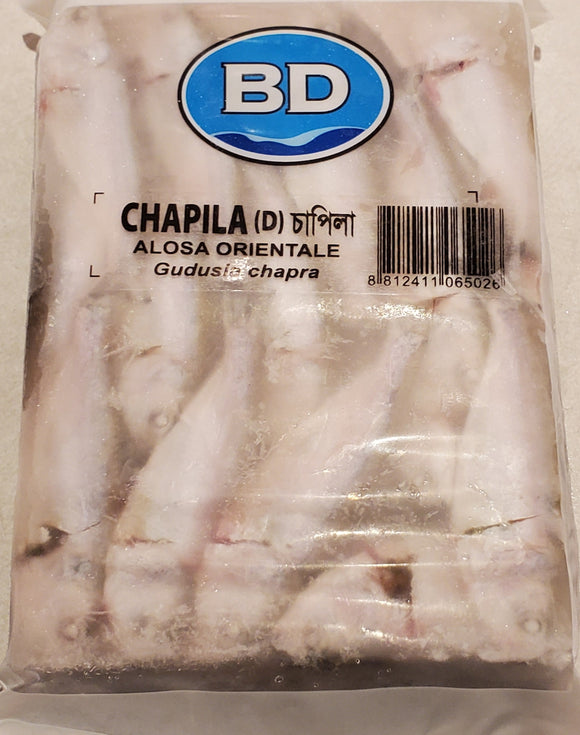 BD
CHAPILA (D) চাপিলা
ALOSA ORIENTALE
Gudusia chapra
8 812411 065026